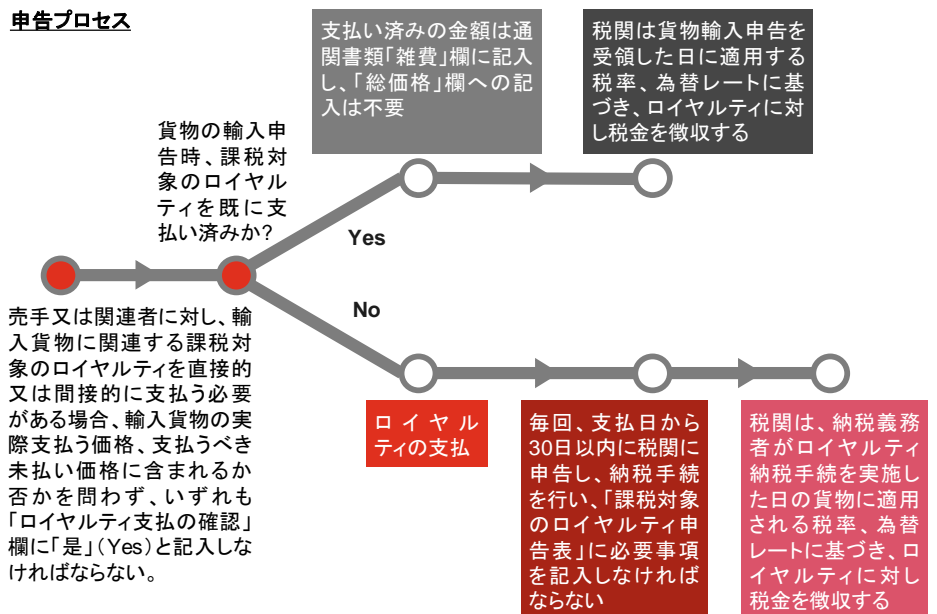 申告プロセス
支払い済みの金額は通
関書類「雑費」欄に記入
し、「総価格」欄への記
入は不要
税関は貨物輸入申告を
受領した日に適用する
税率、為替レートに基
づき、ロイヤルティに対
し税金を徴収する
貨物の輸入申
告時、課税対
象のロイヤル
ティを既に支
払い済みか?
Yes
No
売手又は関連者に対し、輸
入貨物に関連する課税対
象のロイヤルティを直接的
又は間接的に支払う必要
がある場合、輸入貨物の実
際支払う価格、支払うべき
未払い価格に含まれるか
否かを問わず、いずれも
「ロイヤルティ支払の確認」
欄に「是」(Yes)と記入しな
ければならない。
ロイヤル
ティの支払
毎回、支払日から
30日以内に税関に
申告し、納税手続
を行い、「課税対象
のロイヤルティ申
告表」に必要事項
を記入しなければ
ならない
税関は、納税義務
者がロイヤルティ
納税手続を実施し
た日の貨物に適用
される税率、為替
レートに基づき、ロ
イヤルティに対し
税金を徴収する